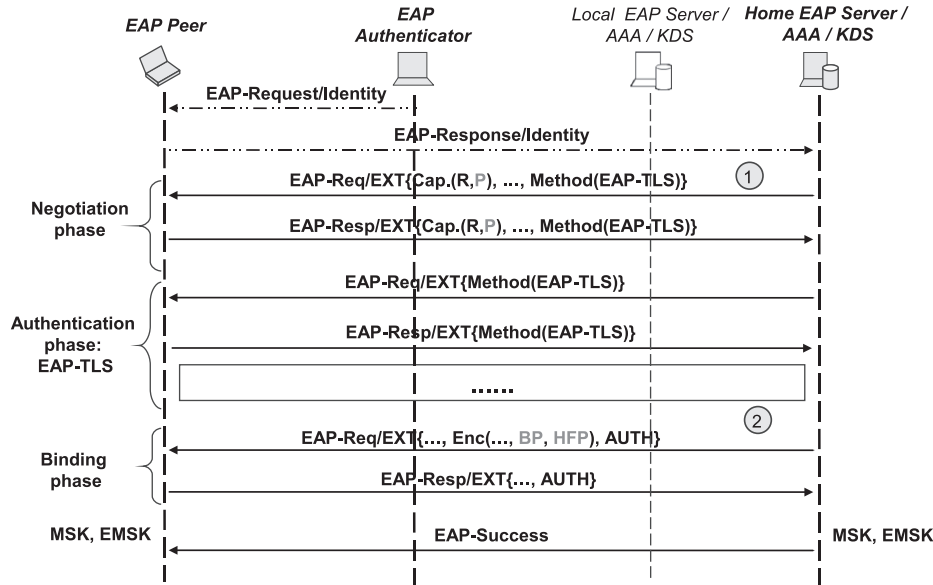 EAP Peer
EAP
Authenticator
Local EAP Server /
AAA / KDS
Home EAP Server /
AAA / KDS
EAP-Request/Identity
EAP-Response/Identity
EAP-Req/EXT{Cap.(R,P), ..., Method(EAP-TLS)}
1
Negotiation
phase
EAP-Resp/EXT{Cap.(R,P), ..., Method(EAP-TLS)}
EAP-Req/EXT{Method(EAP-TLS)}
Authentication
phase:
EAP-TLS
EAP-Resp/EXT{Method(EAP-TLS)}
......
2
EAP-Req/EXT{..., Enc(..., BP, HFP), AUTH}
Binding
phase
EAP-Resp/EXT{..., AUTH}
MSK, EMSK
EAP-Success
MSK, EMSK